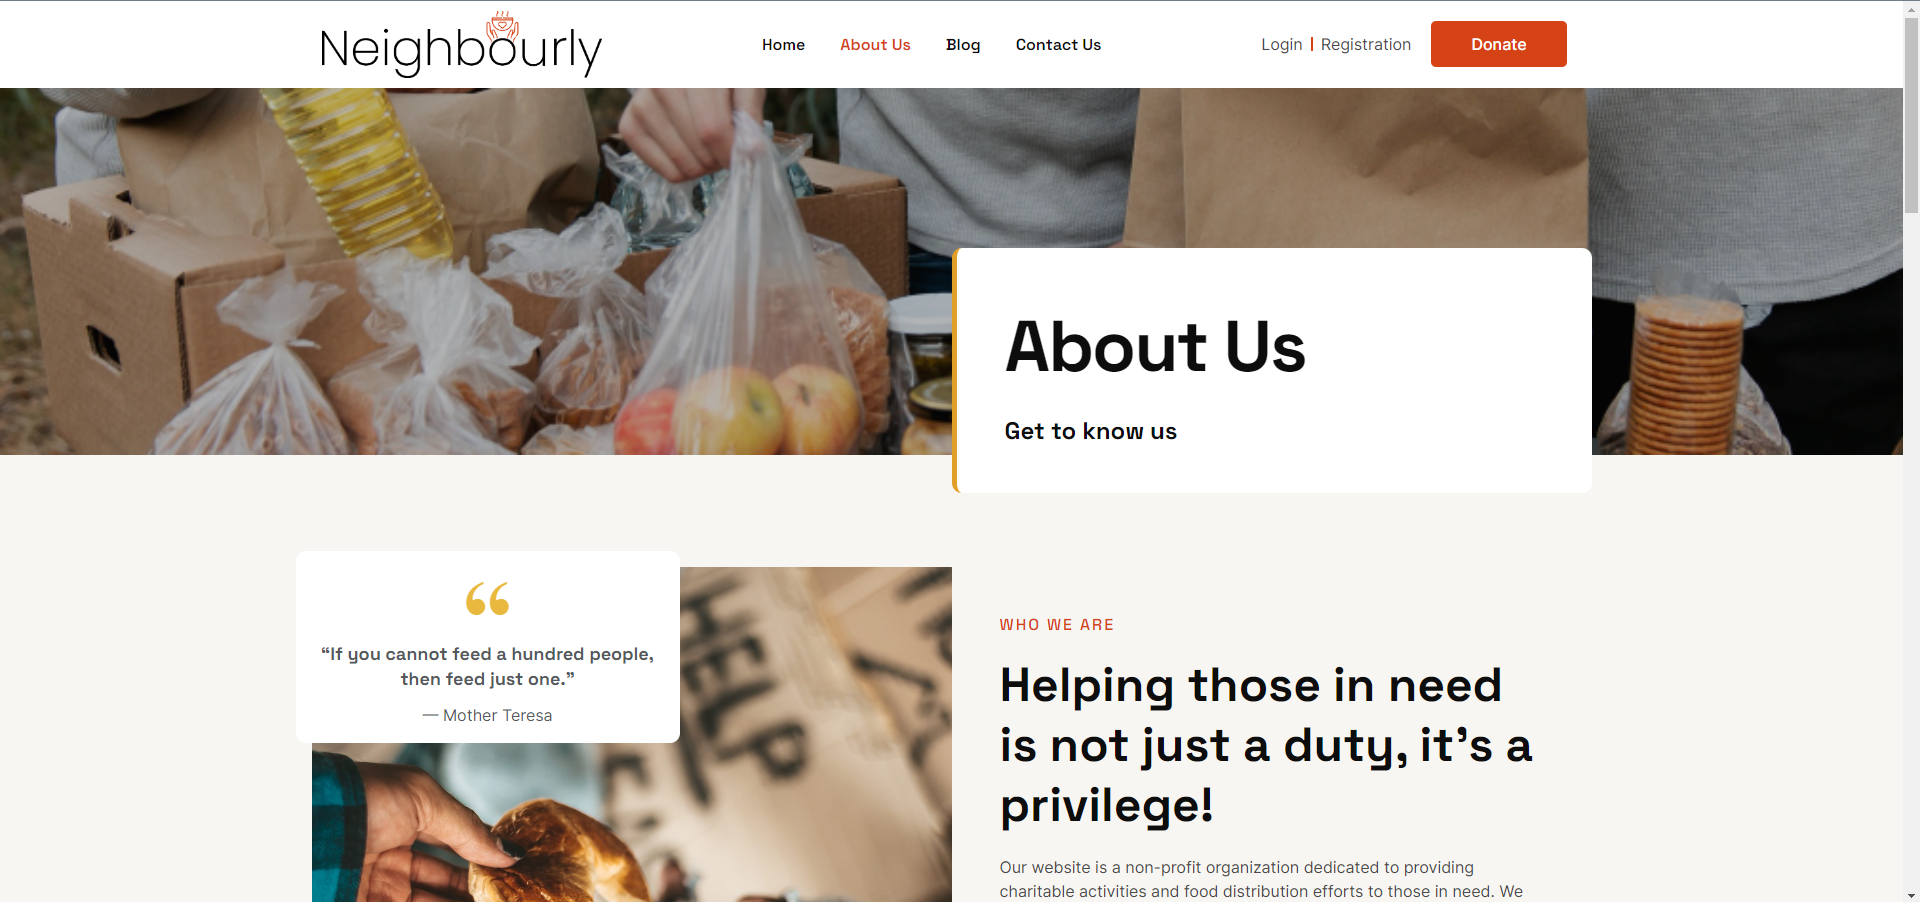 Neighbourly
Home About Us Blog Contact Us
Login | Registration
Donate
About Us
Get to know us
“If you cannot feed a hundred people,
then feed just one.”
— Mother Teresa
HELP
WHO WE ARE
Helping those in need
is not just a duty, it’s a
privilege!
Our website is a non-profit organization dedicated to providing
charitable activities and food distribution efforts to those in need. We